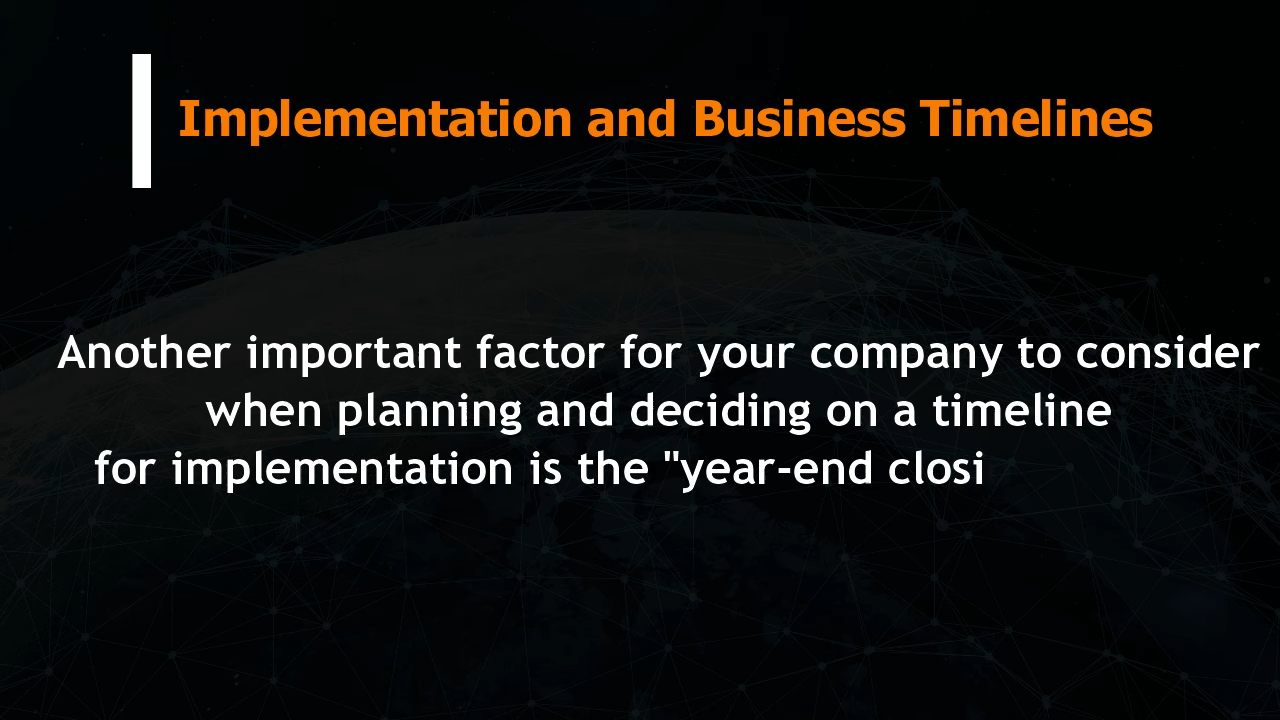 Implementation and Business Timelines
Another important factor for your company to consider
when planning and deciding on a timeline
for implementation is the "year-end closi